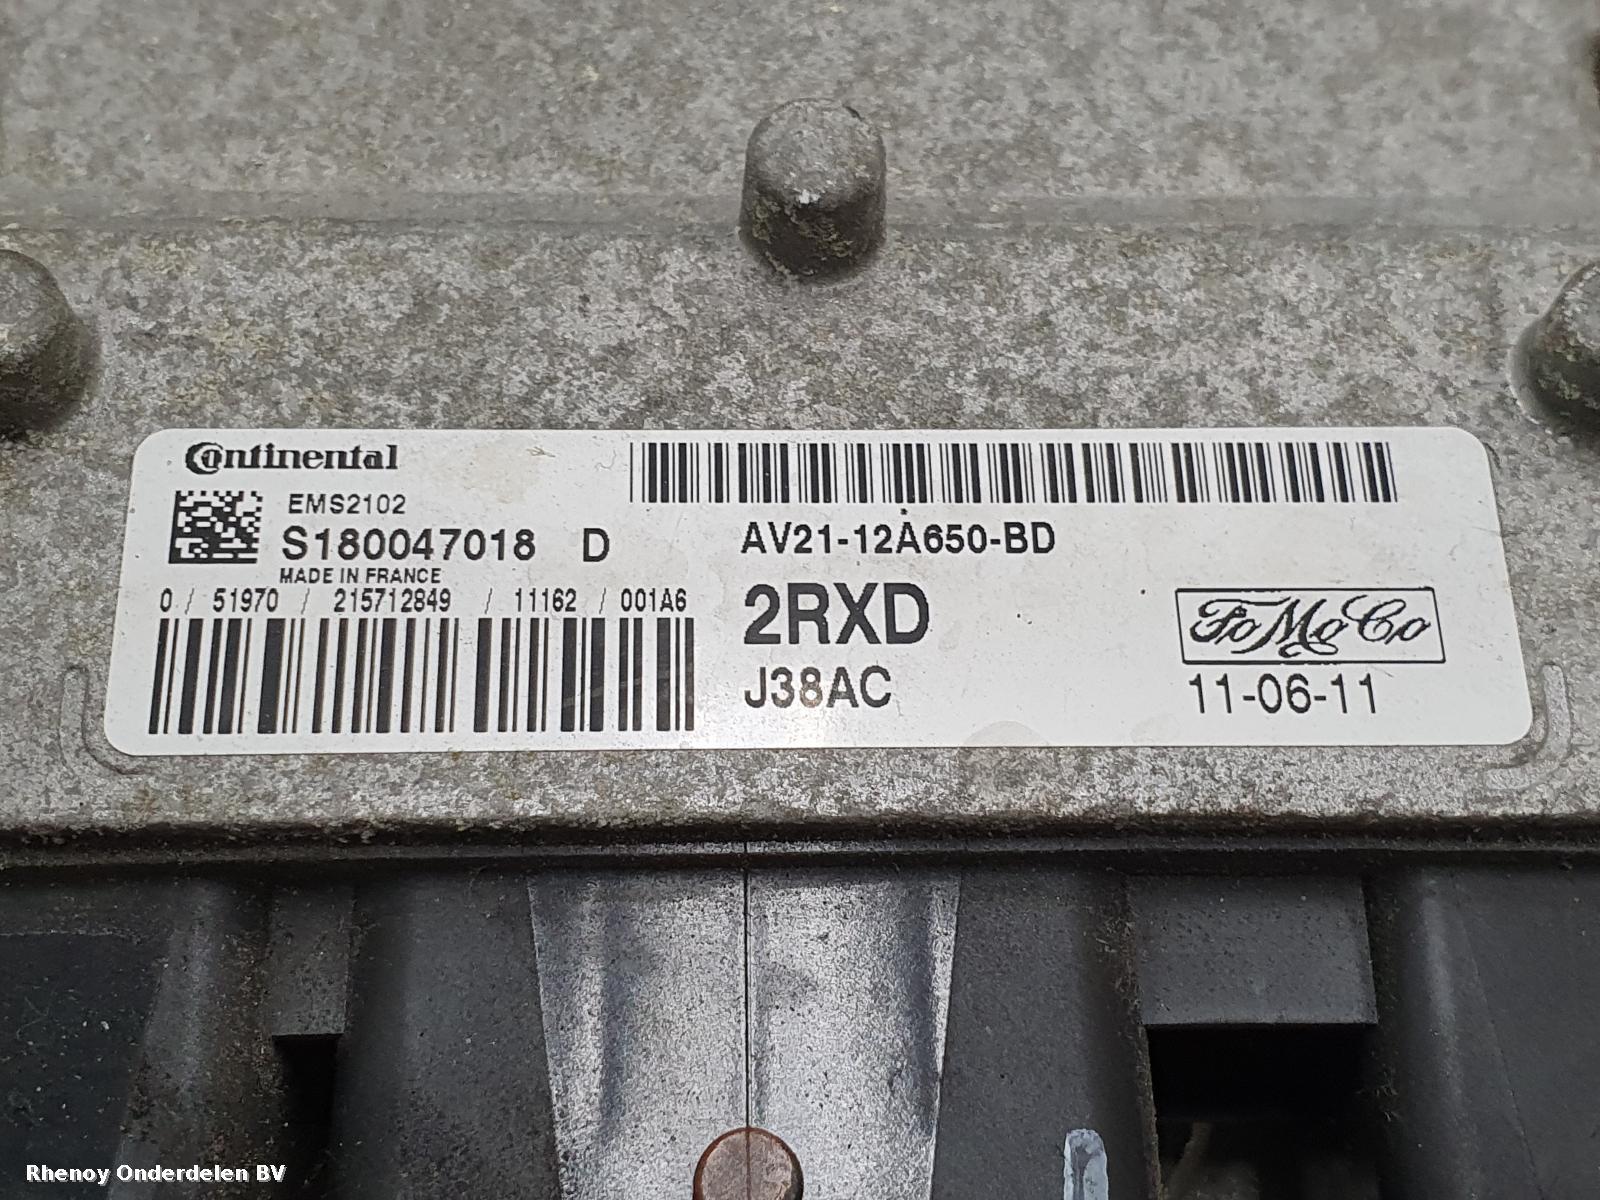 Continental
EMS2102
S180047018 D
MADE IN FRANCE
0 / 51970 / 215712849 / 11162 / 001A6
AV21-12A650-BD
2RXD
J38AC
FoMoCo
11-06-11
Rhenoy Onderdelen BV